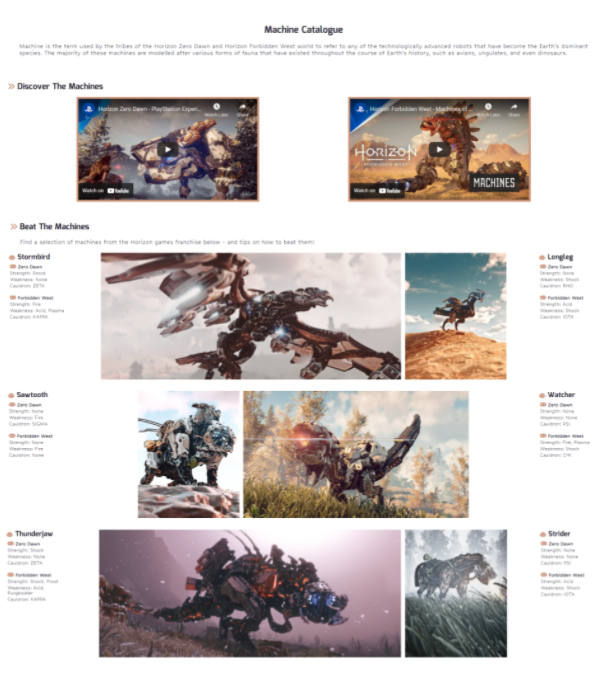 Machine Catalogue
Machine is the term used by the tribes of the Horizon Zero Dawn and Horizon Forbidden West world to refer to any of the technologically advanced robots that have become the Earth's dominant
species. The majority of these machines are modelled after various forms of fauna that have existed throughout the course of Earth's history, such as avians, ungulates, and even dinosaurs.
Discover The Machines
Horizon Zero Dawn - PlayStation Experi...
Watch Later
Share
Watch on YouTube
Horizon Forbidden West - Machines of...
Watch Later
Share
HORIZON
FORBIDDEN WEST
MACHINES
Watch on YouTube
Beat The Machines
Find a selection of machines from the Horizon games franchise below - and tips on how to beat them!
Stormbird
Zero Dawn
Strength: Shock
Weakness: None
Cauldron: ZETA
Forbidden West
Strength: Fire
Weakness: Acid, Plasma
Cauldron: KAPPA
Longleg
Zero Dawn
Strength: None
Weakness: Shock
Cauldron: RHO
Forbidden West
Strength: Acid
Weakness: Shock
Cauldron: IOTA
Sawtooth
Zero Dawn
Strength: None
Weakness: Fire
Cauldron: SIGMA
Forbidden West
Strength: None
Weakness: Fire
Cauldron: None
Watcher
Zero Dawn
Strength: None
Weakness: None
Cauldron: PSI
Forbidden West
Strength: Fire, Plasma
Weakness: Shock
Cauldron: CHI
Thunderjaw
Zero Dawn
Strength: Shock
Weakness: None
Cauldron: ZETA
Forbidden West
Strength: Shock, Frost
Weakness: Acid,
Purgewater
Cauldron: KAPPA
Strider
Zero Dawn
Strength: None
Weakness: None
Cauldron: PSI
Forbidden West
Strength: Acid
Weakness: Shock
Cauldron: IOTA